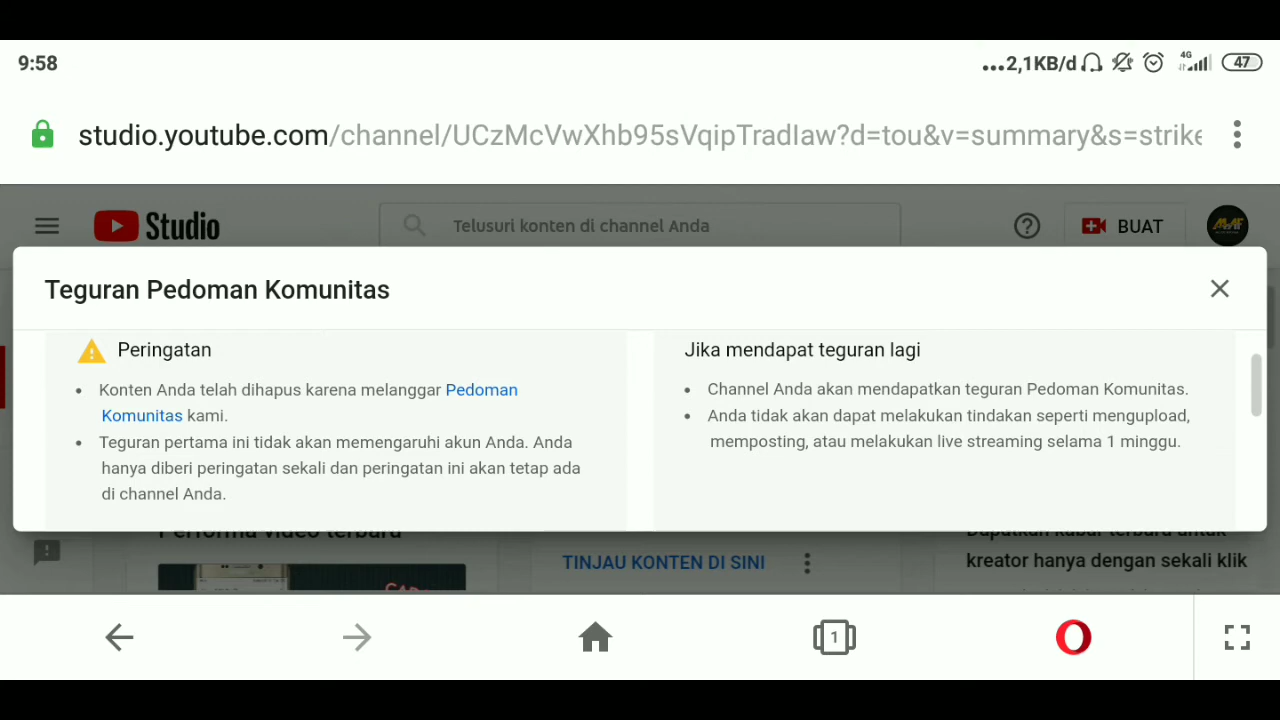 9:58
...2,1KB/d
4G
47
studio.youtube.com/channel/UCzMcVwXhb95sVqipTradIaw?d=tou&v=summary&s=strike
Studio
Telusuri konten di channel Anda
BUAT
Teguran Pedoman Komunitas
Peringatan
Konten Anda telah dihapus karena melanggar Pedoman
Komunitas kami.
Teguran pertama ini tidak akan memengaruhi akun Anda. Anda
hanya diberi peringatan sekali dan peringatan ini akan tetap ada
di channel Anda.
Jika mendapat teguran lagi
Channel Anda akan mendapatkan teguran Pedoman Komunitas.
Anda tidak akan dapat melakukan tindakan seperti mengupload,
memposting, atau melakukan live streaming selama 1 minggu.
Performa video terbaru
TINJAU KONTEN DI SINI
Dapatkan kabar terbaru untuk
kreator hanya dengan sekali klik
1